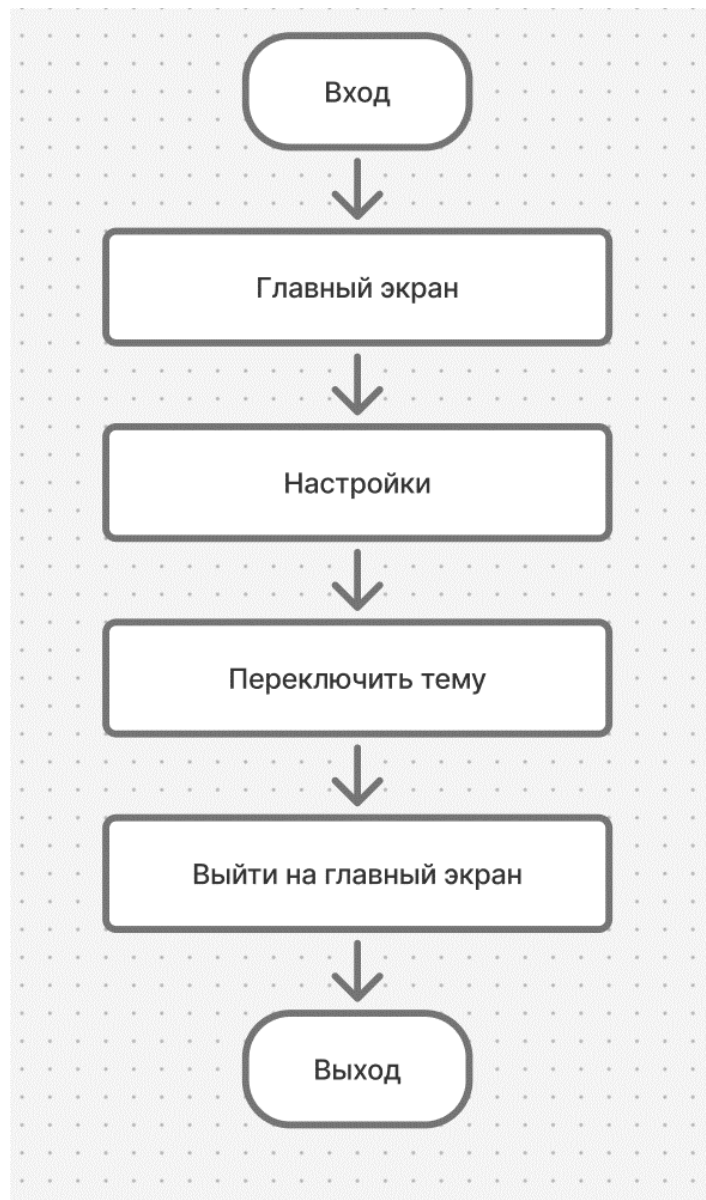 Вход
Главный экран
Настройки
Переключить тему
Выйти на главный экран
Выход